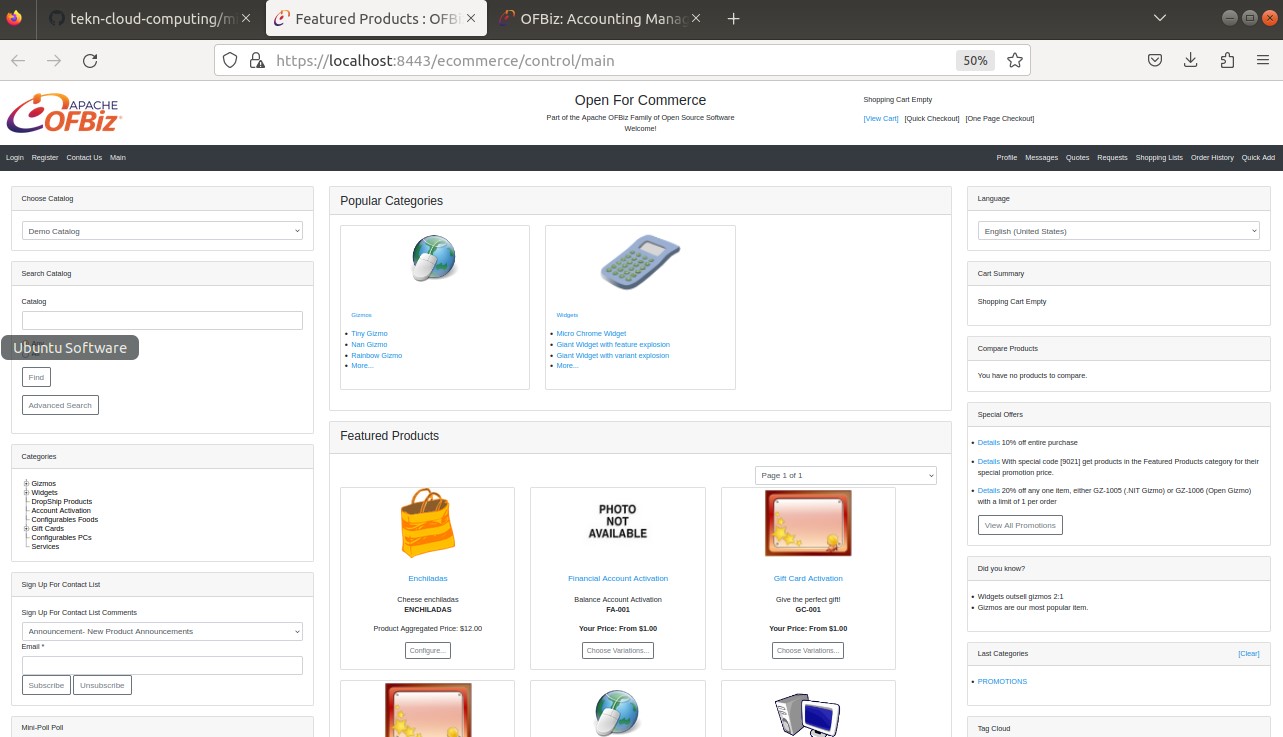 tekn-cloud-computing/mi
Featured Products : OFBi
OFBiz: Accounting Manag
https://localhost:8443/ecommerce/control/main
50%
APACHE
OFBiz
Open For Commerce
Part of the Apache OFBiz Family of Open Source Software
Welcome!
Shopping Cart Empty
[View Cart] [Quick Checkout] [One Page Checkout]
Login Register Contact Us Main
Profile Messages Quotes Requests Shopping Lists Order History Quick Add
Choose Catalog
Demo Catalog
Search Catalog
Catalog
Ubuntu Software
Find
Advanced Search
Categories
Gizmos
Widgets
DropShip Products
Account Activation
Configurables Foods
Gift Cards
Configurables PCs
Services
Sign Up For Contact List
Sign Up For Contact List Comments
Announcement- New Product Announcements
Email *
Subscribe Unsubscribe
Mini-Poll Poll
Popular Categories
Gizmos
Tiny Gizmo
Nan Gizmo
Rainbow Gizmo
More...
Widgets
Micro Chrome Widget
Giant Widget with feature explosion
Giant Widget with variant explosion
More...
Featured Products
Page 1 of 1
Enchiladas
Cheese enchiladas
ENCHILADAS
Product Aggregated Price: $12.00
Configure...
PHOTO
NOT
AVAILABLE
Financial Account Activation
Balance Account Activation
FA-001
Your Price: From $1.00
Choose Variations...
Gift Card Activation
Give the perfect gift!
GC-001
Your Price: From $1.00
Choose Variations...
Language
English (United States)
Cart Summary
Shopping Cart Empty
Compare Products
You have no products to compare.
Special Offers
Details 10% off entire purchase
Details With special code [9021] get products in the Featured Products category for their
special promotion price.
Details 20% off any one item, either GZ-1005 (.NIT Gizmo) or GZ-1006 (Open Gizmo)
with a limit of 1 per order
View All Promotions
Did you know?
Widgets outsell gizmos 2:1
Gizmos are our most popular item.
Last Categories [Clear]
PROMOTIONS
Tag Cloud